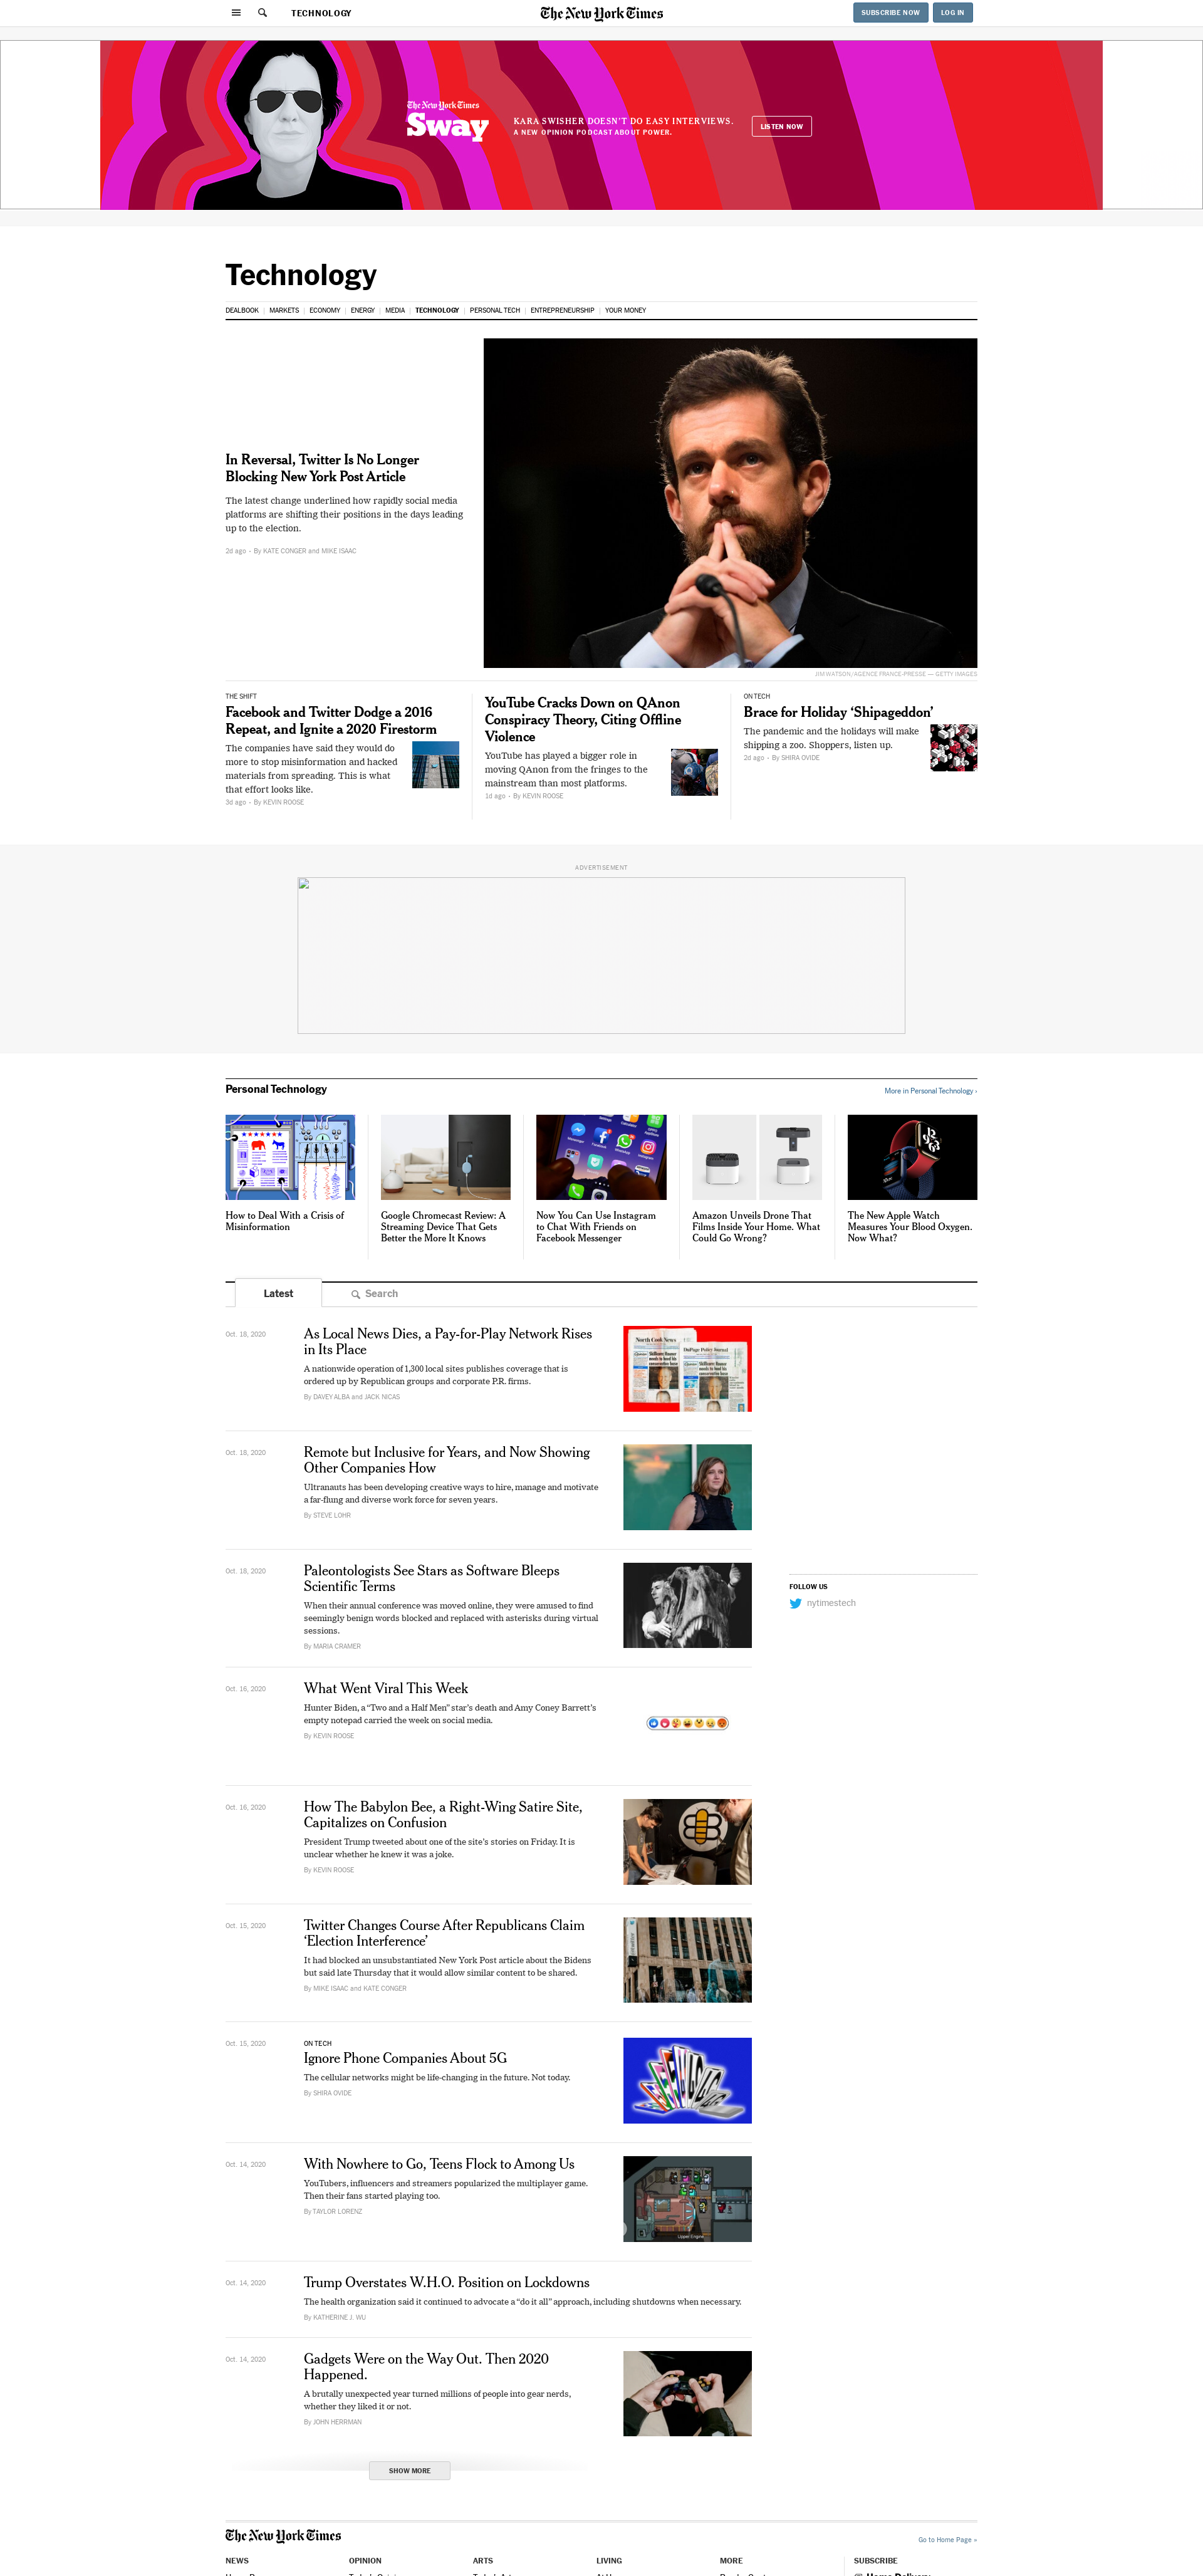 TECHNOLOGY
The New York Times
SUBSCRIBE NOW
LOG IN
The New York Times
Sway
KARA SWISHER DOESN'T DO EASY INTERVIEWS.
A NEW OPINION PODCAST ABOUT POWER.
LISTEN NOW
Technology
DEALBOOK | MARKETS | ECONOMY | ENERGY | MEDIA | TECHNOLOGY | PERSONAL TECH | ENTREPRENEURSHIP | YOUR MONEY
In Reversal, Twitter Is No Longer
Blocking New York Post Article
The latest change underlined how rapidly social media
platforms are shifting their positions in the days leading
up to the election.
2d ago · By KATE CONGER and MIKE ISAAC
JIM WATSON/AGENCE FRANCE-PRESSE — GETTY IMAGES
THE SHIFT
Facebook and Twitter Dodge a 2016
Repeat, and Ignite a 2020 Firestorm
The companies have said they would do
more to stop misinformation and hacked
materials from spreading. This is what
that effort looks like.
3d ago · By KEVIN ROOSE
YouTube Cracks Down on QAnon
Conspiracy Theory, Citing Offline
Violence
YouTube has played a bigger role in
moving QAnon from the fringes to the
mainstream than most platforms.
1d ago · By KEVIN ROOSE
ON TECH
Brace for Holiday ‘Shipageddon’
The pandemic and the holidays will make
shipping a zoo. Shoppers, listen up.
2d ago · By SHIRA OVIDE
ADVERTISEMENT
Personal Technology
More in Personal Technology ›
How to Deal With a Crisis of
Misinformation
Google Chromecast Review: A
Streaming Device That Gets
Better the More It Knows
Now You Can Use Instagram
to Chat With Friends on
Facebook Messenger
Amazon Unveils Drone That
Films Inside Your Home. What
Could Go Wrong?
The New Apple Watch
Measures Your Blood Oxygen.
Now What?
Latest
Search
Oct. 18, 2020
As Local News Dies, a Pay-for-Play Network Rises
in Its Place
A nationwide operation of 1,300 local sites publishes coverage that is
ordered up by Republican groups and corporate P.R. firms.
By DAVEY ALBA and JACK NICAS
North Cook News
DuPage Policy Journal
Oct. 18, 2020
Remote but Inclusive for Years, and Now Showing
Other Companies How
Ultranauts has been developing creative ways to hire, manage and motivate
a far-flung and diverse work force for seven years.
By STEVE LOHR
Oct. 18, 2020
Paleontologists See Stars as Software Bleeps
Scientific Terms
When their annual conference was moved online, they were amused to find
seemingly benign words blocked and replaced with asterisks during virtual
sessions.
By MARIA CRAMER
FOLLOW US
nytimestech
Oct. 16, 2020
What Went Viral This Week
Hunter Biden, a “Two and a Half Men” star’s death and Amy Coney Barrett’s
empty notepad carried the week on social media.
By KEVIN ROOSE
Oct. 16, 2020
How The Babylon Bee, a Right-Wing Satire Site,
Capitalizes on Confusion
President Trump tweeted about one of the site’s stories on Friday. It is
unclear whether he knew it was a joke.
By KEVIN ROOSE
Oct. 15, 2020
Twitter Changes Course After Republicans Claim
‘Election Interference’
It had blocked an unsubstantiated New York Post article about the Bidens
but said late Thursday that it would allow similar content to be shared.
By MIKE ISAAC and KATE CONGER
Oct. 15, 2020
ON TECH
Ignore Phone Companies About 5G
The cellular networks might be life-changing in the future. Not today.
By SHIRA OVIDE
Oct. 14, 2020
With Nowhere to Go, Teens Flock to Among Us
YouTubers, influencers and streamers popularized the multiplayer game.
Then their fans started playing too.
By TAYLOR LORENZ
Upper Engine
Oct. 14, 2020
Trump Overstates W.H.O. Position on Lockdowns
The health organization said it continued to advocate a “do it all” approach, including shutdowns when necessary.
By KATHERINE J. WU
Oct. 14, 2020
Gadgets Were on the Way Out. Then 2020
Happened.
A brutally unexpected year turned millions of people into gear nerds,
whether they liked it or not.
By JOHN HERRMAN
SHOW MORE
The New York Times
Go to Home Page »
NEWS
OPINION
ARTS
LIVING
MORE
SUBSCRIBE